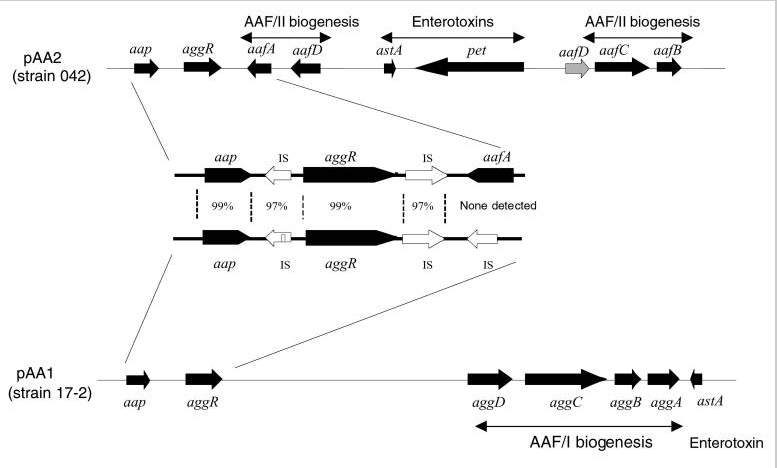 AAF/II biogenesis Enterotoxins AAF/II biogenesis
pAA2
(strain 042)
aap aggR aafA aafD astA pet aafD aafC aafB
aap IS aggR IS aafA
99% 97% 99% 97% None detected
aap IS aggR IS IS
pAA1
(strain 17-2)
aap aggR aggD aggC aggB aggA astA
AAF/I biogenesis Enterotoxin